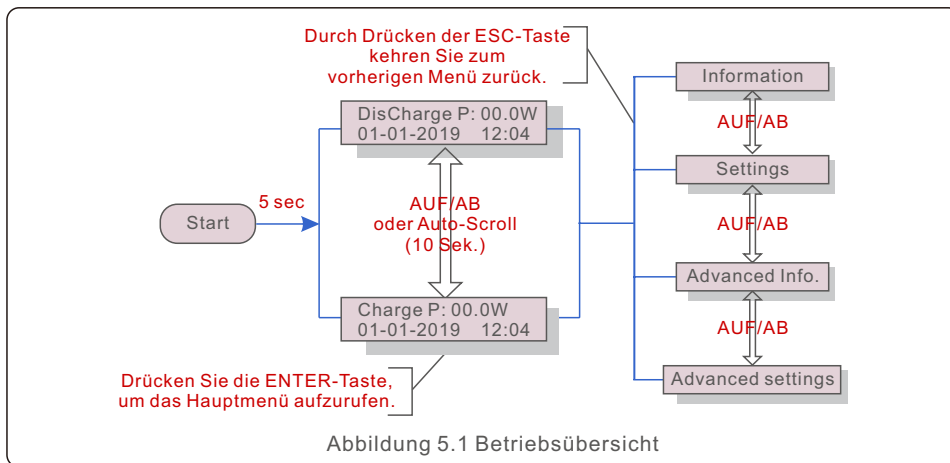 Durch Drücken der ESC-Taste
kehren Sie zum
vorherigen Menü zurück.
Information
DisCharge P: 00.0W
01-01-2019 12:04
AUF/AB
Settings
5 sec
Start
AUF/AB
oder Auto-Scroll
(10 Sek.)
AUF/AB
Advanced Info.
Charge P: 00.0W
01-01-2019 12:04
AUF/AB
Drücken Sie die ENTER-Taste,
um das Hauptmenü aufzurufen.
Advanced settings
Abbildung 5.1 Betriebsübersicht